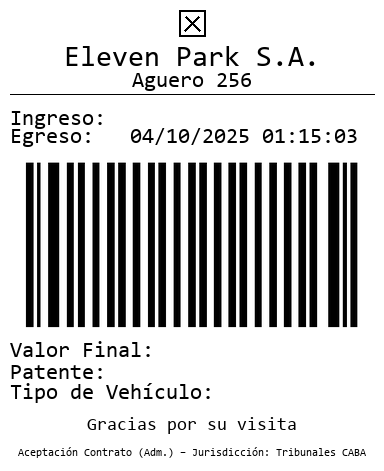 Eleven Park S.A.
Aguero 256
Ingreso:
Egreso: 04/10/2025 01:15:03
Valor Final:
Patente:
Tipo de Vehículo:
Gracias por su visita
Aceptación Contrato (Adm.) – Jurisdicción: Tribunales CABA